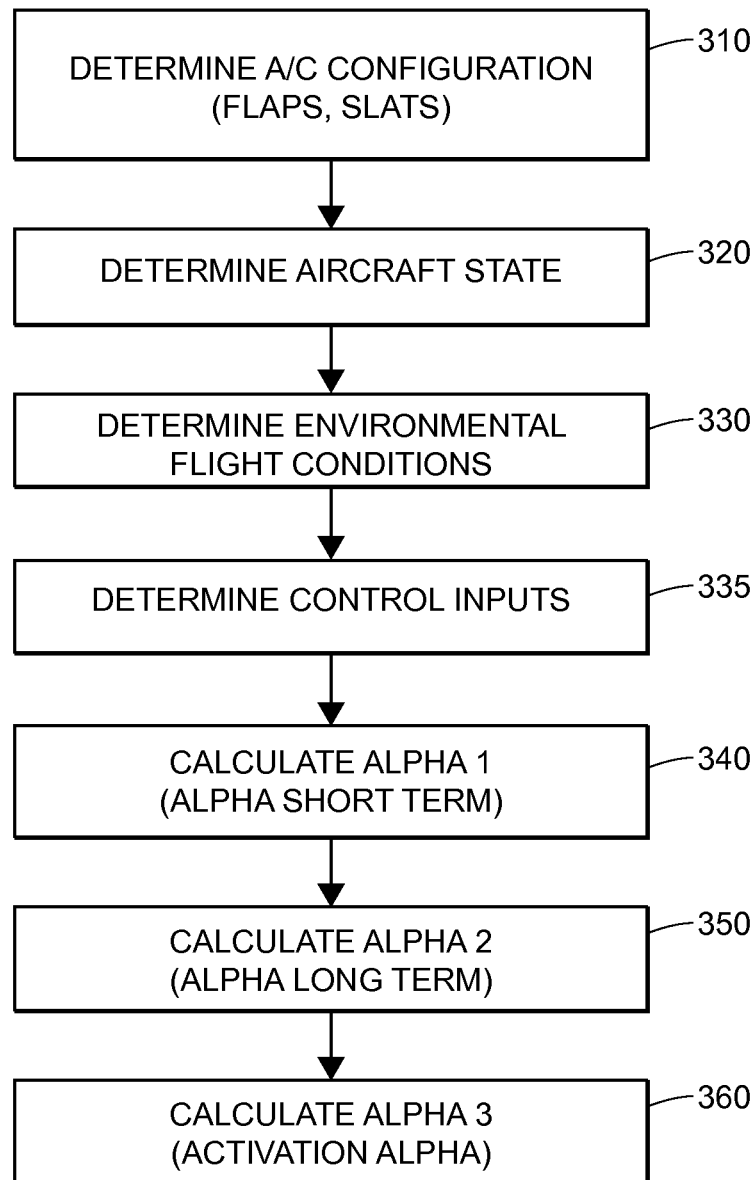 DETERMINE A/C CONFIGURATION
(FLAPS, SLATS)
310
DETERMINE AIRCRAFT STATE
320
DETERMINE ENVIRONMENTAL
FLIGHT CONDITIONS
330
DETERMINE CONTROL INPUTS
335
CALCULATE ALPHA 1
(ALPHA SHORT TERM)
340
CALCULATE ALPHA 2
(ALPHA LONG TERM)
350
CALCULATE ALPHA 3
(ACTIVATION ALPHA)
360